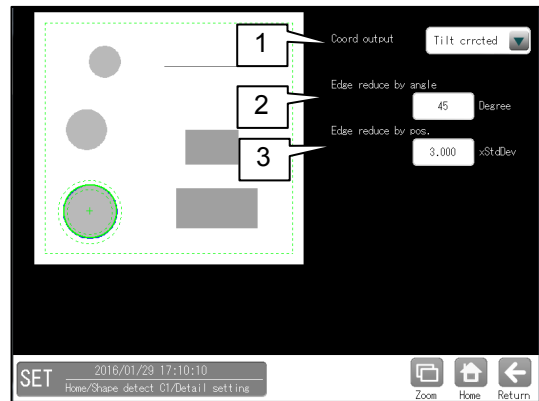 1
Coord output
Tilt crrcted
2
Edge reduce by angle
45 Degree
3
Edge reduce by pos.
3.000 xStdDev
SET
2016/01/29 17:10:10
Home/Shape detect C1/Detail setting
Zoom Home Return